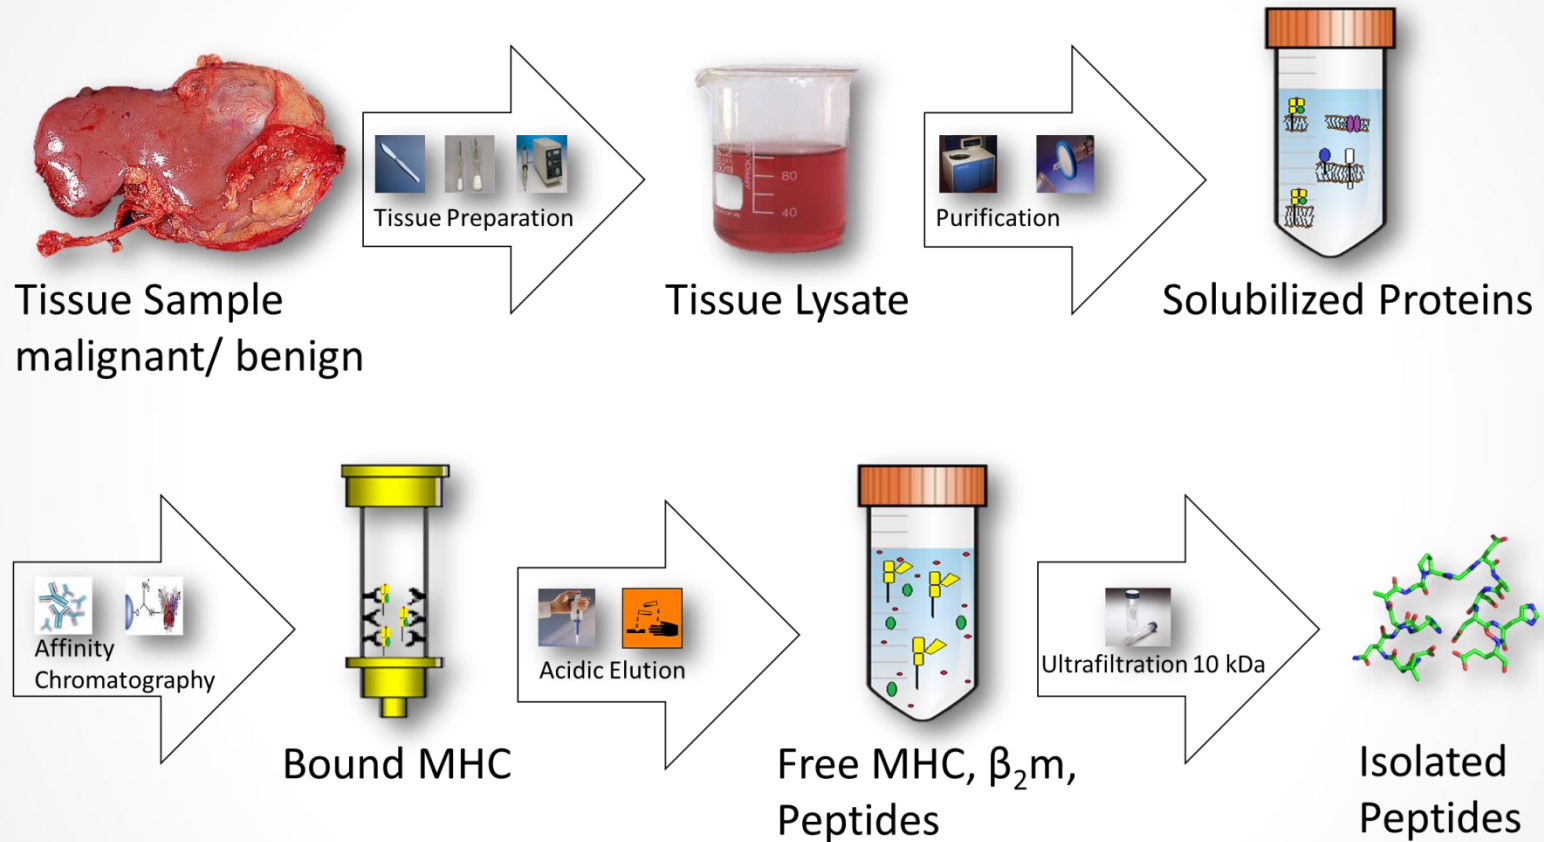 Tissue Preparation
80
40
Purification
Tissue Sample
malignant/ benign
Tissue Lysate
Solubilized Proteins
Affinity
Chromatography
Acidic Elution
Ultrafiltration 10 kDa
Bound MHC
Free MHC, β₂m,
Peptides
Isolated
Peptides